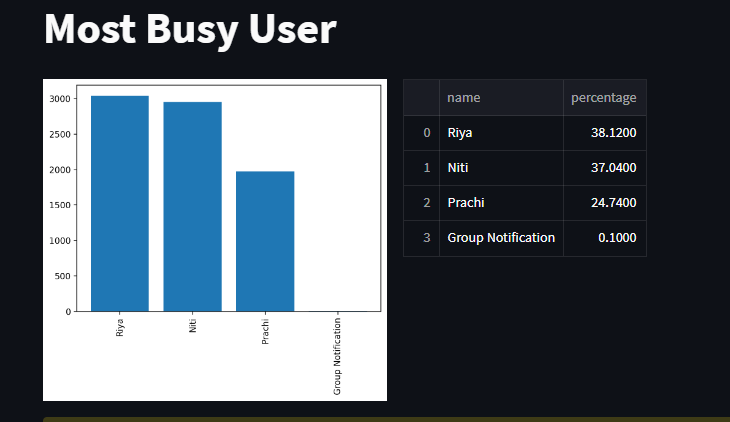 Most Busy User
3000
2500
2000
1500
1000
500
0
Riya
Niti
Prachi
Group Notification
name percentage
0 Riya 38.1200
1 Niti 37.0400
2 Prachi 24.7400
3 Group Notification 0.1000